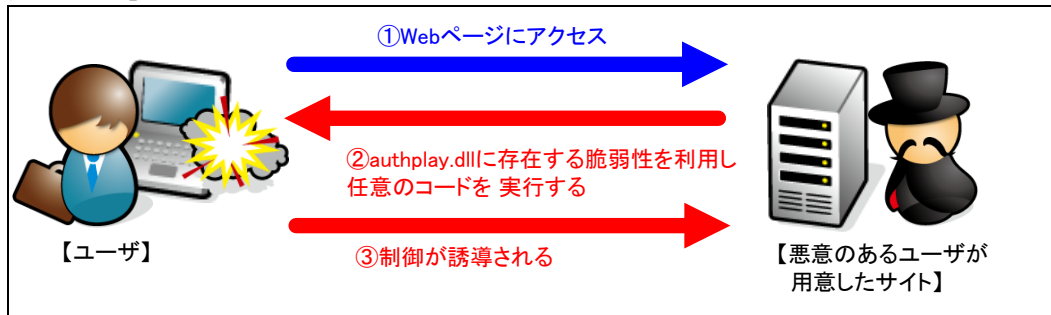 ①Webページにアクセス
②authplay.dllに存在する脆弱性を利用し
任意のコードを 実行する
③制御が誘導される
【ユーザ】
【悪意のあるユーザが
用意したサイト】